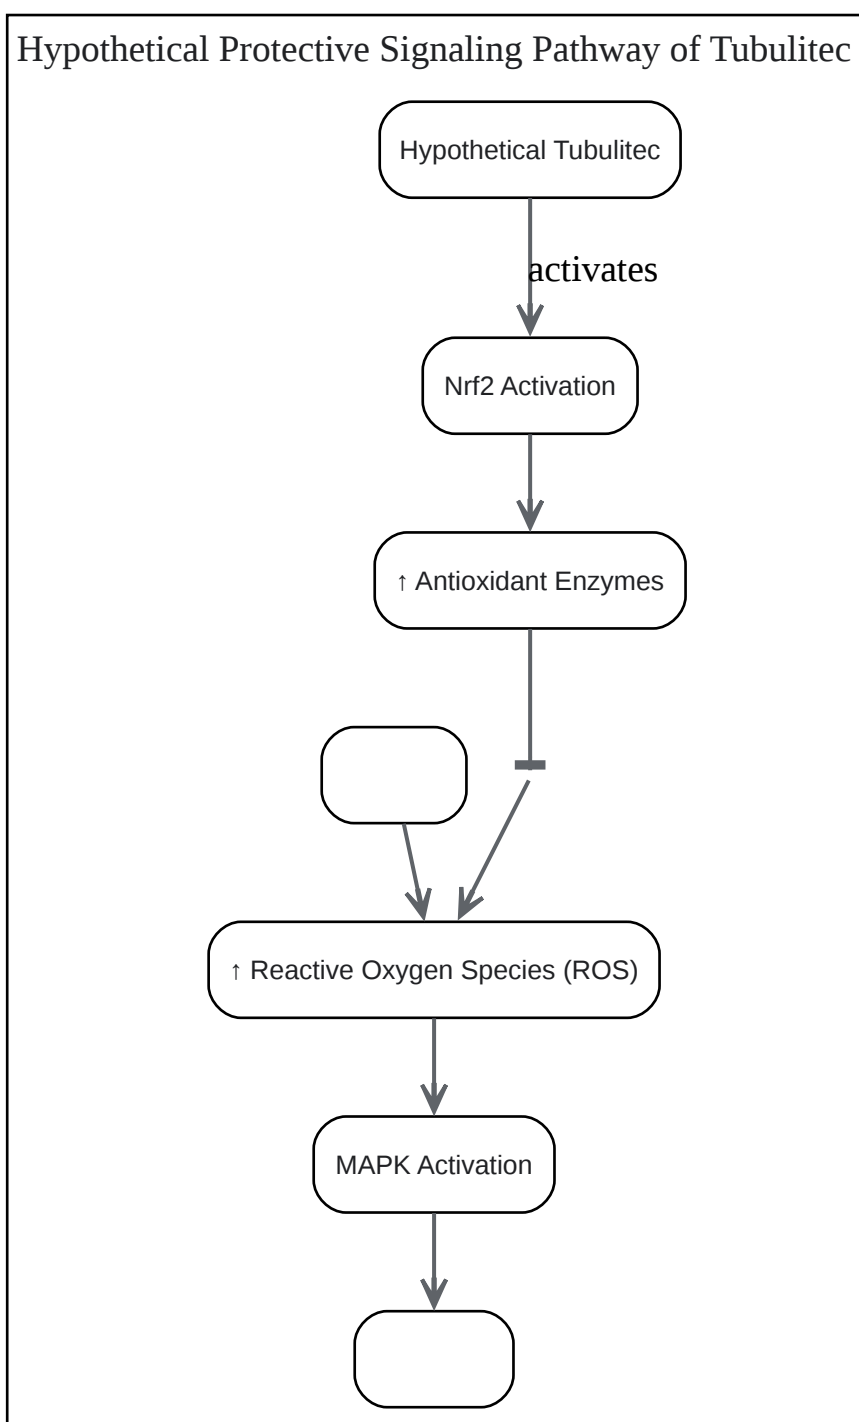 Hypothetical Protective Signaling Pathway of Tubulitec
Hypothetical Tubulitec
activates
Nrf2 Activation
↑ Antioxidant Enzymes
↑ Reactive Oxygen Species (ROS)
MAPK Activation